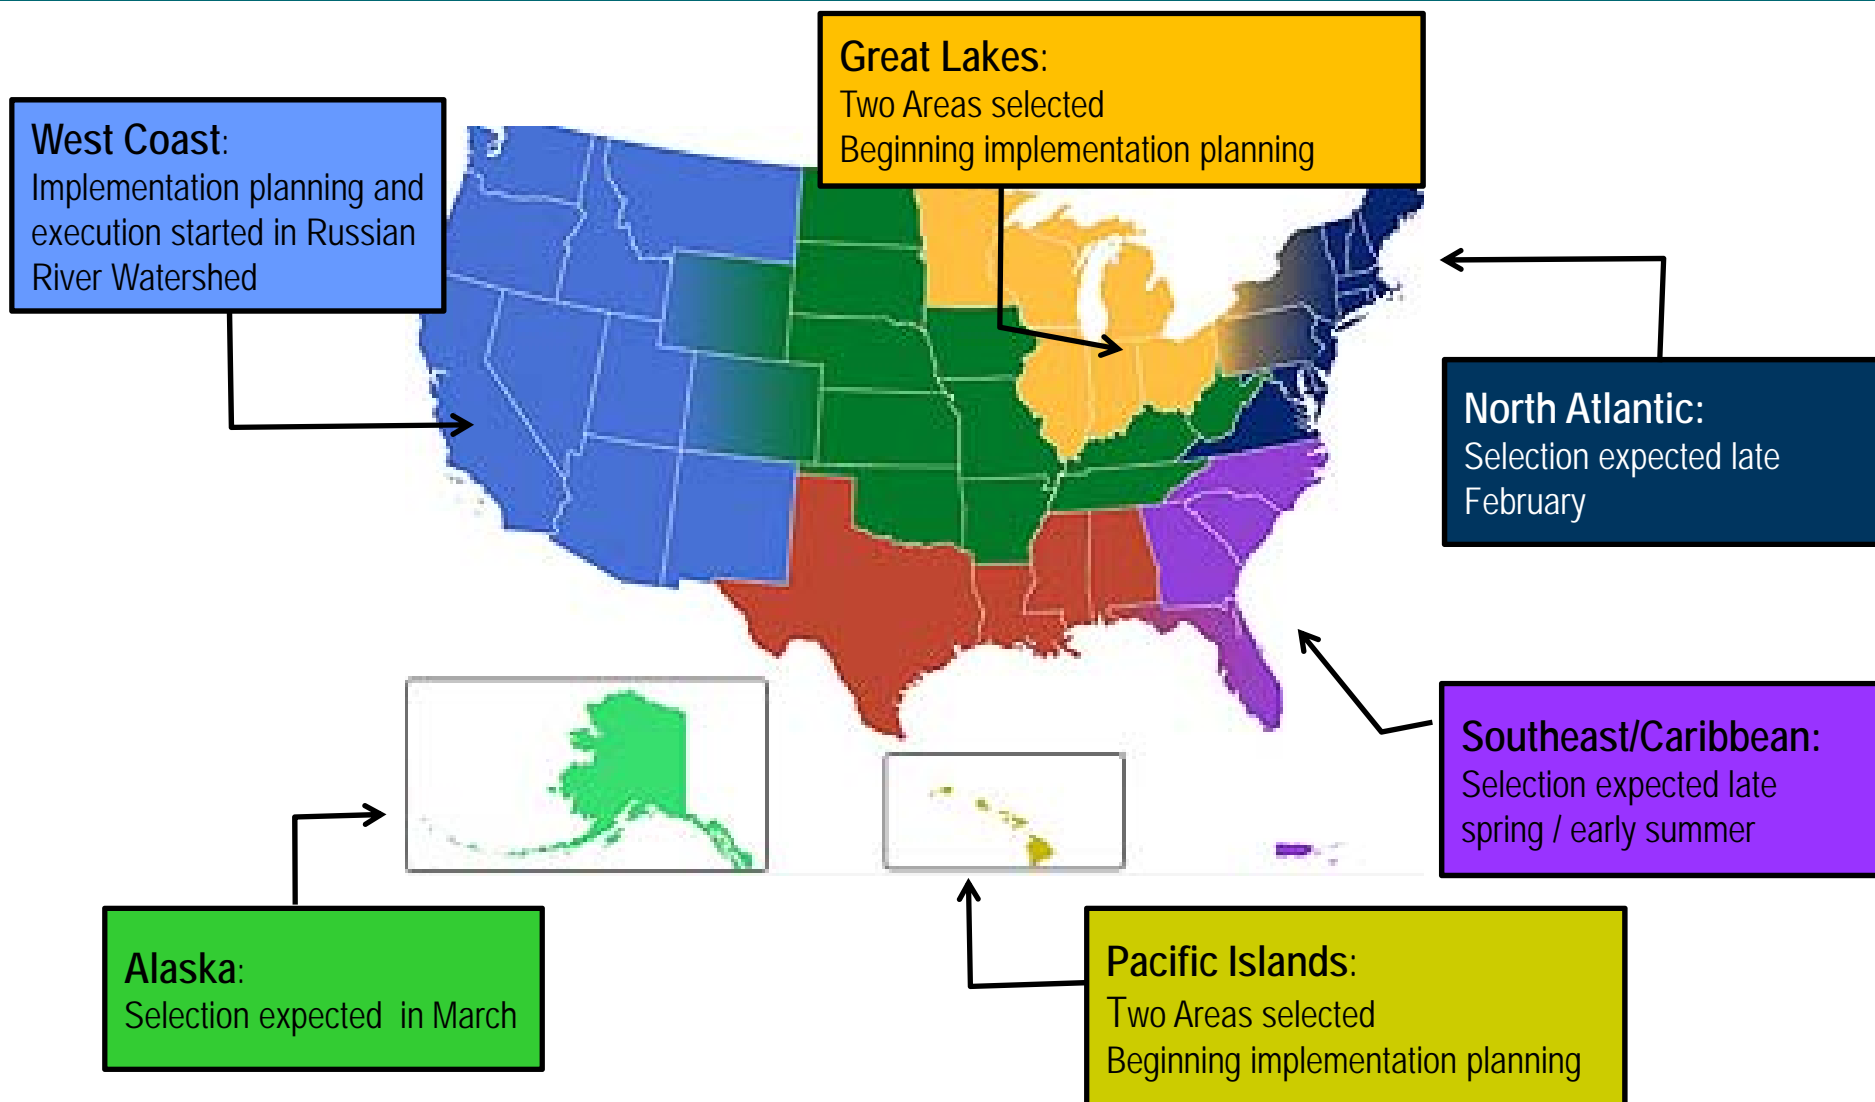 Great Lakes:
Two Areas selected
Beginning implementation planning
West Coast:
Implementation planning and
execution started in Russian
River Watershed
North Atlantic:
Selection expected late
February
Southeast/Caribbean:
Selection expected late
spring / early summer
Alaska:
Selection expected in March
Pacific Islands:
Two Areas selected
Beginning implementation planning